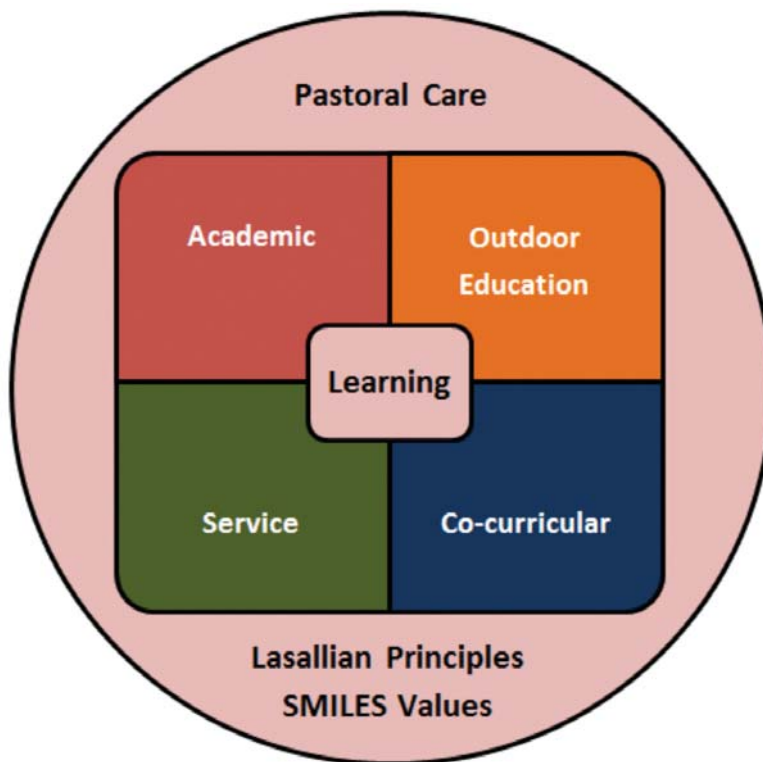 Pastoral Care
Academic
Outdoor
Education
Learning
Service
Co-curricular
Lasallian Principles
SMILES Values